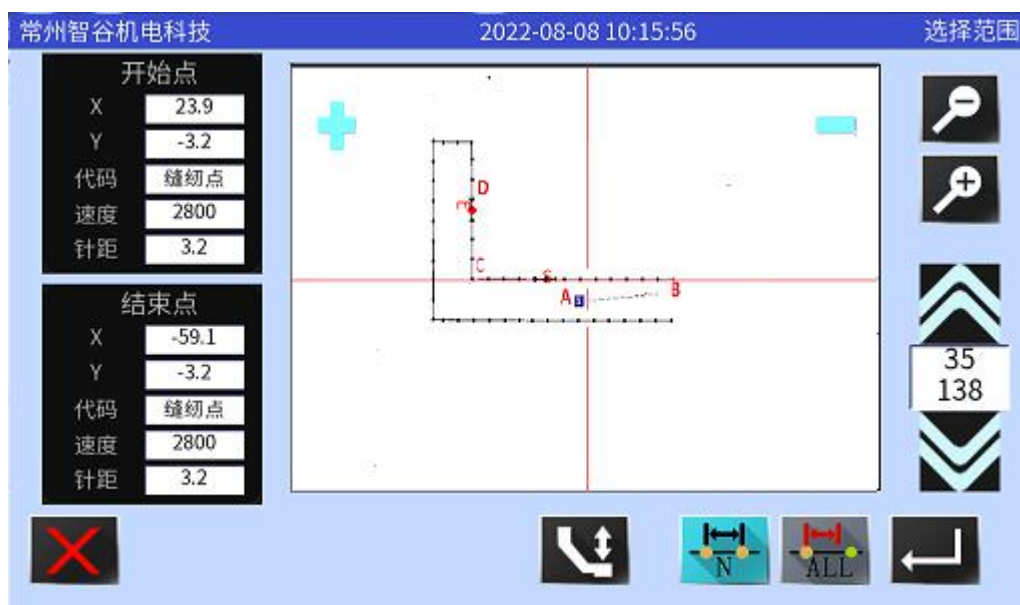 常州智谷机电科技
2022-08-08 10:15:56
选择范围
开始点
X 23.9
Y -3.2
代码 缝纫点
速度 2800
针距 3.2
结束点
X -59.1
Y -3.2
代码 缝纫点
速度 2800
针距 3.2
D
E
C
S
A
B
35
138
N
ALL